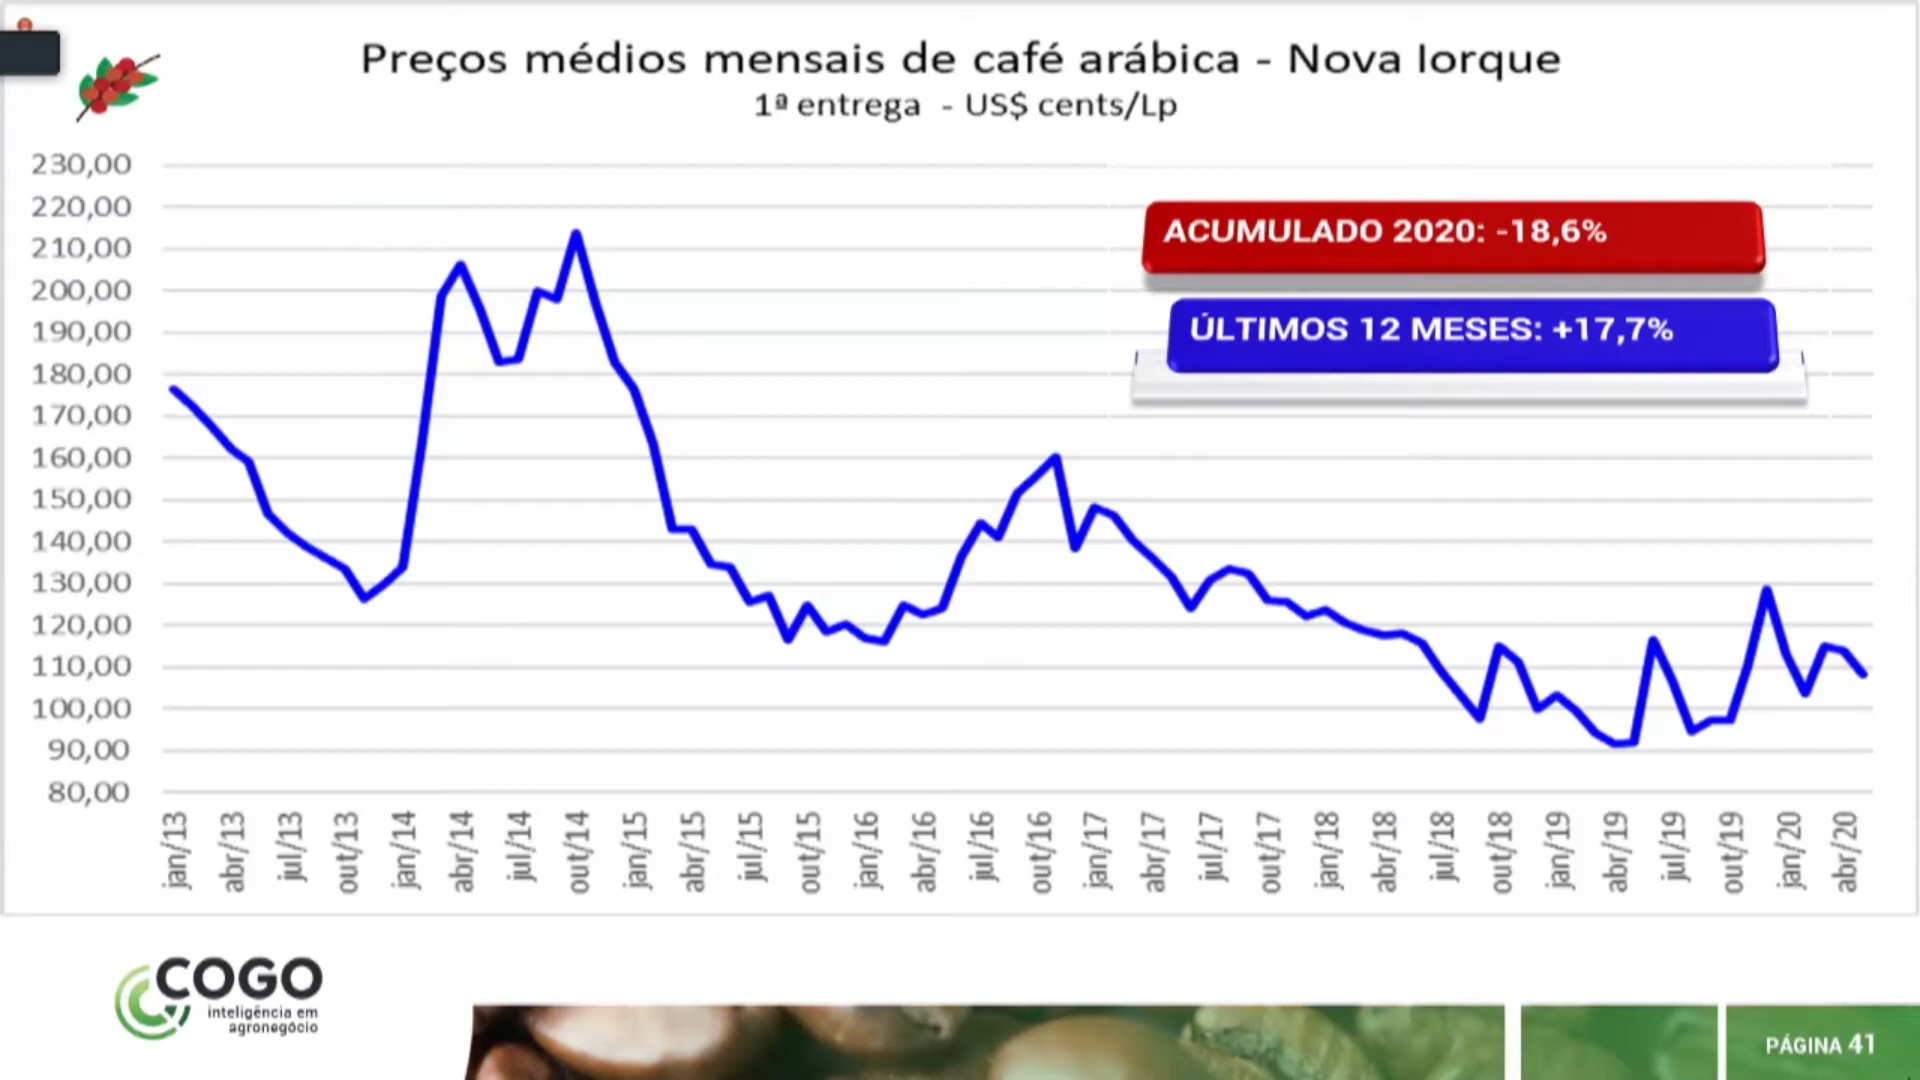 Preços médios mensais de café arábica - Nova Iorque
1ª entrega - US$ cents/Lp
230,00
220,00
210,00
200,00
190,00
180,00
170,00
160,00
150,00
140,00
130,00
120,00
110,00
100,00
90,00
80,00
ACUMULADO 2020: -18,6%
ÚLTIMOS 12 MESES: +17,7%
jan/13
abr/13
jul/13
out/13
jan/14
abr/14
jul/14
out/14
jan/15
abr/15
jul/15
out/15
jan/16
abr/16
jul/16
out/16
jan/17
abr/17
jul/17
out/17
jan/18
abr/18
jul/18
out/18
jan/19
abr/19
jul/19
out/19
jan/20
abr/20
COGO
inteligência em
agronegócio
PÁGINA 41